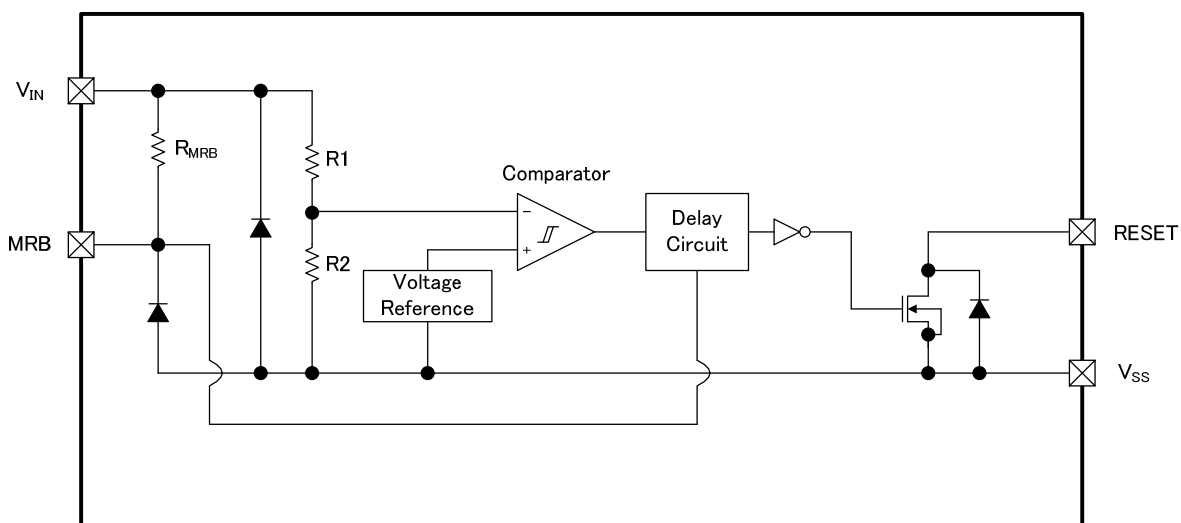 VIN
RMRB
R1
Comparator
−
+
MRB
R2
Voltage
Reference
Delay
Circuit
RESET
VSS